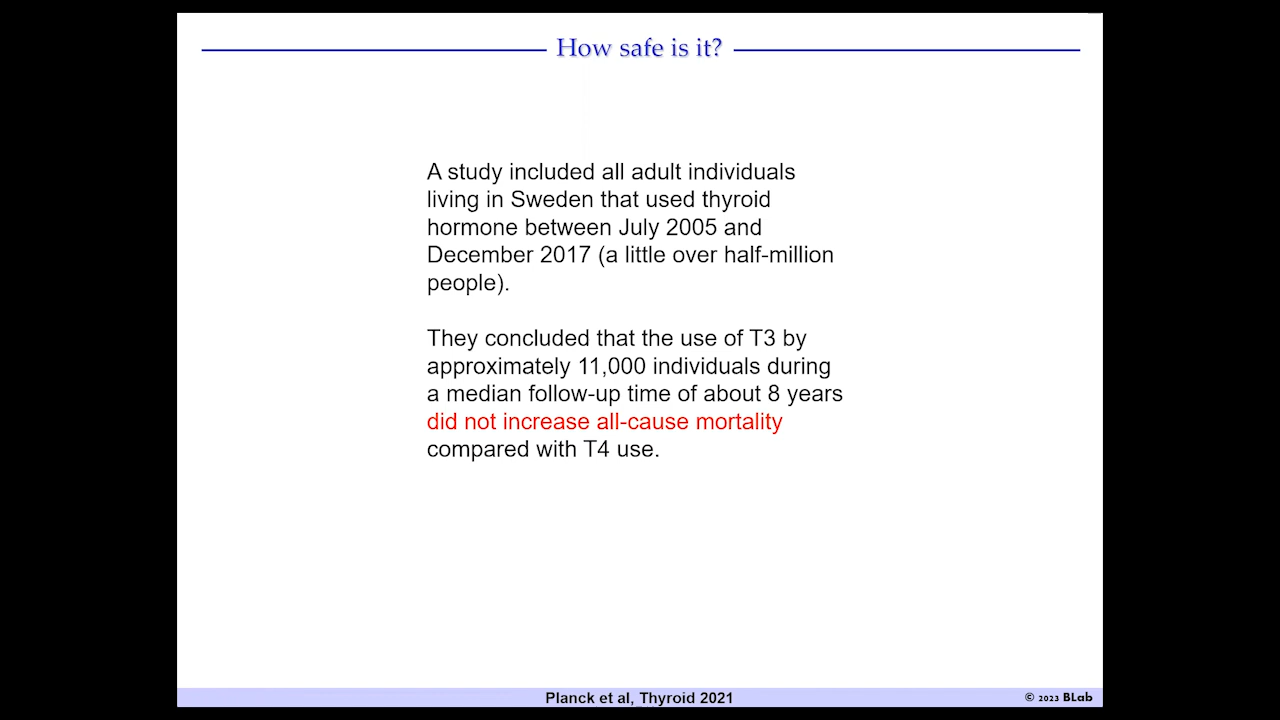 How safe is it?
A study included all adult individuals
living in Sweden that used thyroid
hormone between July 2005 and
December 2017 (a little over half-million
people).
They concluded that the use of T3 by
approximately 11,000 individuals during
a median follow-up time of about 8 years
did not increase all-cause mortality
compared with T4 use.
Planck et al, Thyroid 2021
© 2023 BLab